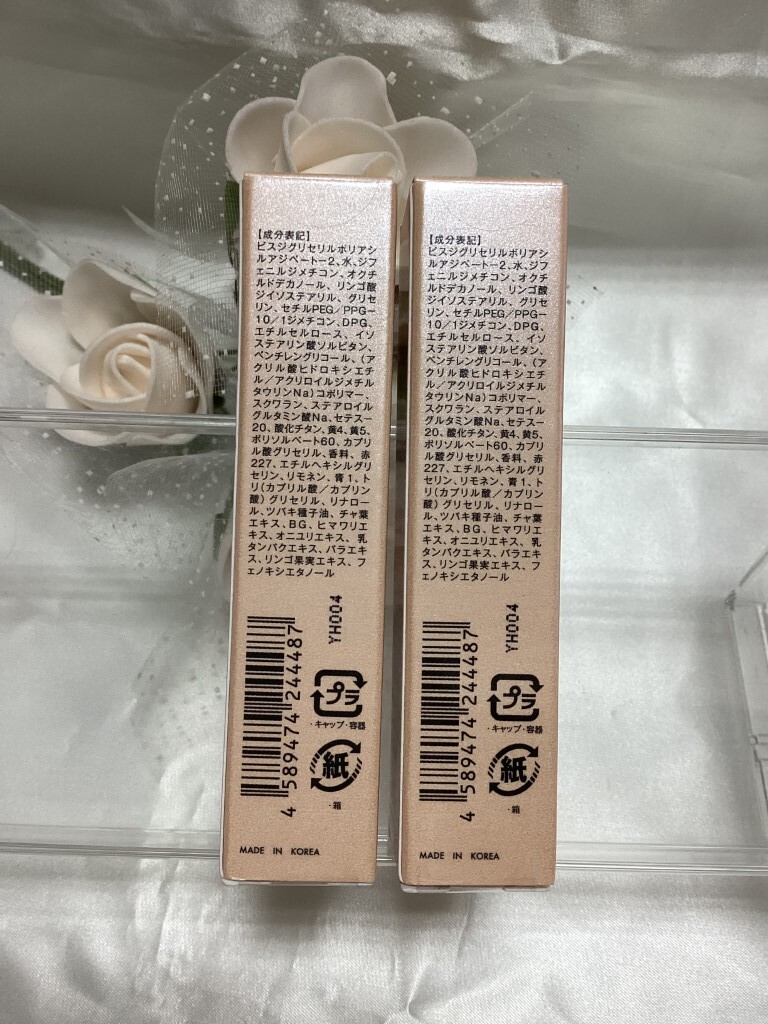 【成分表記】
ビスジグリセリルポリアシ
ルアジペートー2、水、ジフ
ェニルジメチコン、オクチ
ルドデカノール、リンゴ酸
ジイソステアリル、グリセ
リン、セチルPEG/PPG-
10/1ジメチコン、DPG、
エチルセルロース、イソ
ステアリン酸ソルビタン、
ペンチレングリコール、(ア
クリル酸ヒドロキシエチ
ル/アクリロイルジメチル
タウリンNa)コポリマー、
スクワラン、ステアロイル
グルタミン酸Na、セテスー
20、酸化チタン、黄4、黄5、
ポリソルベート60、カプリ
ル酸グリセリル、香料、赤
227、エチルヘキシルグリ
セリン、リモネン、青1、ト
リ(カプリル酸/カプリン
酸)グリセリル、リナロー
ル、ツバキ種子油、チャ葉
エキス、BG、ヒマワリエ
キス、オニユリエキス、乳
タンパクエキス、バラエキ
ス、リンゴ果実エキス、フ
ェノキシエタノール
YH004
4 589474 244487
プラ
・キャップ・容器
紙
・箱
MADE IN KOREA
【成分表記】
ビスジグリセリルポリアシ
ルアジペートー2、水、ジフ
ェニルジメチコン、オクチ
ルドデカノール、リンゴ酸
ジイソステアリル、グリセ
リン、セチルPEG/PPG-
10/1ジメチコン、DPG、
エチルセルロース、イソ
ステアリン酸ソルビタン、
ペンチレングリコール、(ア
クリル酸ヒドロキシエチ
ル/アクリロイルジメチル
タウリンNa)コポリマー、
スクワラン、ステアロイル
グルタミン酸Na、セテスー
20、酸化チタン、黄4、黄5、
ポリソルベート60、カプリ
ル酸グリセリル、香料、赤
227、エチルヘキシルグリ
セリン、リモネン、青1、ト
リ(カプリル酸/カプリン
酸)グリセリル、リナロー
ル、ツバキ種子油、チャ葉
エキス、BG、ヒマワリエ
キス、オニユリエキス、乳
タンパクエキス、バラエキ
ス、リンゴ果実エキス、フ
ェノキシエタノール
YH004
4 589474 244487
プラ
・キャップ・容器
紙
・箱
MADE IN KOREA